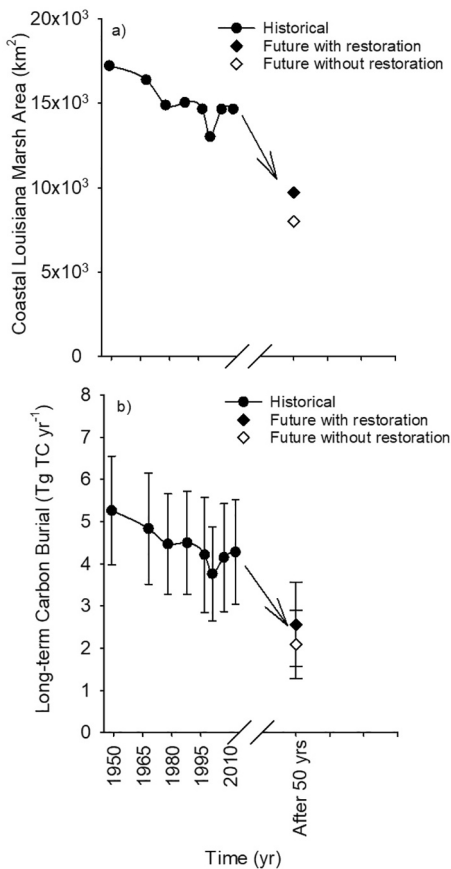 a)
Historical
Future with restoration
Future without restoration
Coastal Louisiana Marsh Area (km²)
20x10³
15x10³
10x10³
5x10³
0
b)
Historical
Future with restoration
Future without restoration
Long-term Carbon Burial (Tg TC yr⁻¹)
8
7
6
5
4
3
2
1
0
1950
1965
1980
1995
2010
After 50 yrs
Time (yr)